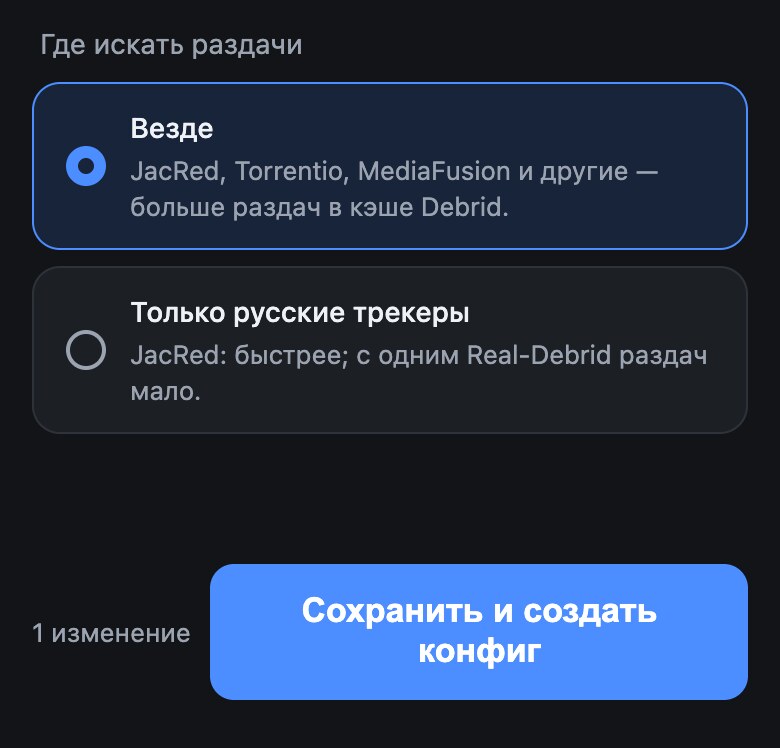 Где искать раздачи
Везде
JacRed, Torrentio, MediaFusion и другие —
больше раздач в кэше Debrid.
Только русские трекеры
JacRed: быстрее; с одним Real-Debrid раздач
мало.
1 изменение
Сохранить и создать
конфиг